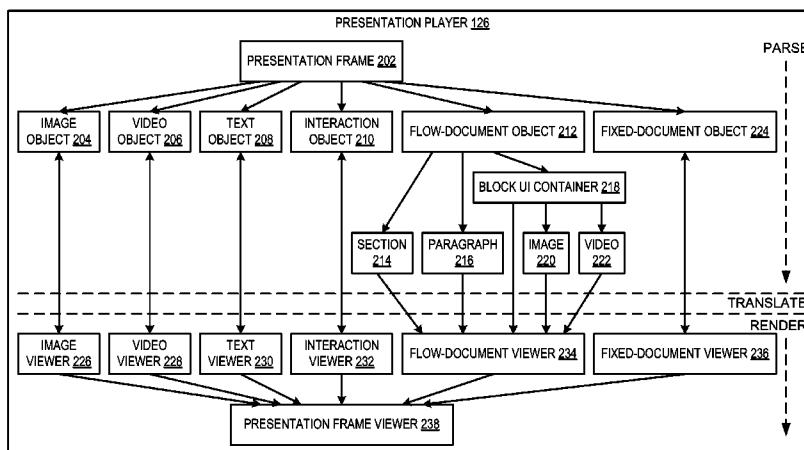 PRESENTATION PLAYER 126
PARSE
PRESENTATION FRAME 202
IMAGE
OBJECT 204
VIDEO
OBJECT 206
TEXT
OBJECT 208
INTERACTION
OBJECT 210
FLOW-DOCUMENT OBJECT 212
FIXED-DOCUMENT OBJECT 224
BLOCK UI CONTAINER 218
SECTION
214
PARAGRAPH
216
IMAGE
220
VIDEO
222
TRANSLATE
RENDER
IMAGE
VIEWER 226
VIDEO
VIEWER 228
TEXT
VIEWER 230
INTERACTION
VIEWER 232
FLOW-DOCUMENT VIEWER 234
FIXED-DOCUMENT VIEWER 236
PRESENTATION FRAME VIEWER 238